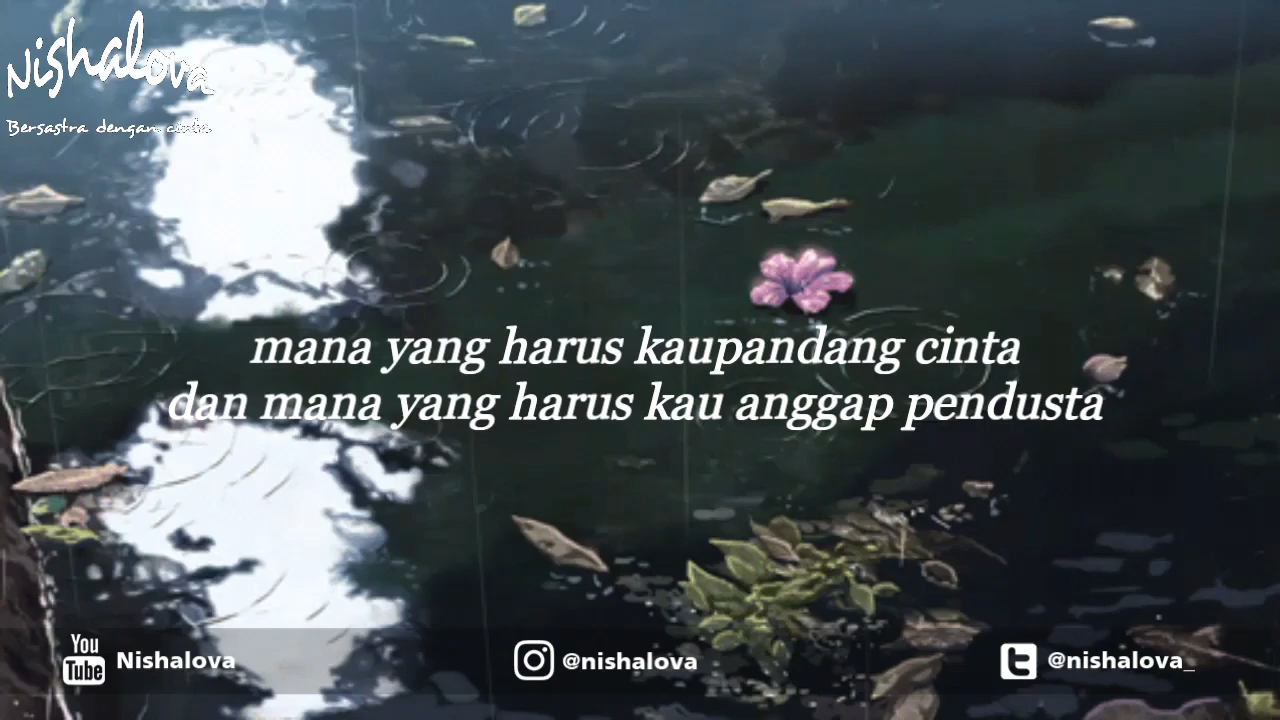 Nishalova
Bersastra dengan cinta
mana yang harus kaupandang cinta
dan mana yang harus kau anggap pendusta
You Tube Nishalova
@nishalova
@nishalova_